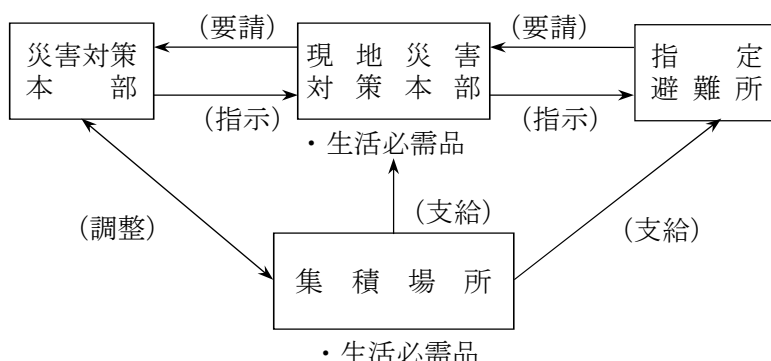 (要請)
(要請)
災害対策
本部
現地災害
対策本部
指定
避難所
(指示)
(指示)
・生活必需品
(調整)
(支給)
(支給)
集積場所
・生活必需品